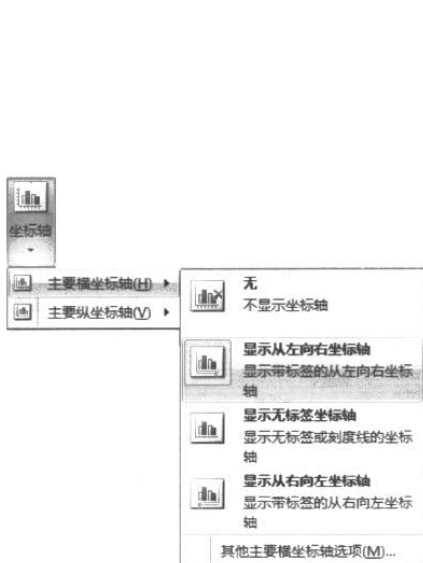 坐标轴
主要横坐标轴(H)
主要纵坐标轴(V)
无
不显示坐标轴
显示从左向右坐标轴
显示带标签的从左向右坐标
轴
显示无标签坐标轴
显示无标签或刻度线的坐标
轴
显示从右向左坐标轴
显示带标签的从右向左坐标
轴
其他主要横坐标轴选项(M)...